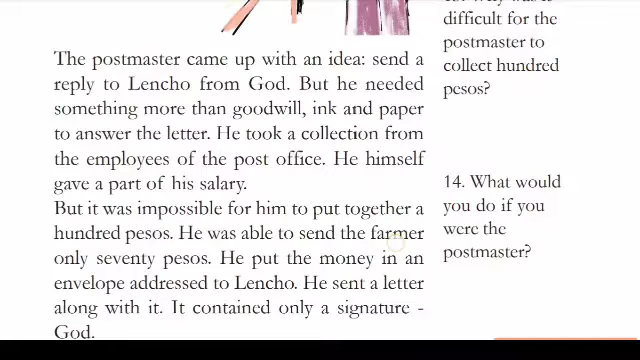 The postmaster came up with an idea: send a
reply to Lencho from God. But he needed
something more than goodwill, ink and paper
to answer the letter. He took a collection from
the employees of the post office. He himself
gave a part of his salary.
But it was impossible for him to put together a
hundred pesos. He was able to send the farmer
only seventy pesos. He put the money in an
envelope addressed to Lencho. He sent a letter
along with it. It contained only a signature -
God.
difficult for the
postmaster to
collect hundred
pesos?
14. What would
you do if you
were the
postmaster?